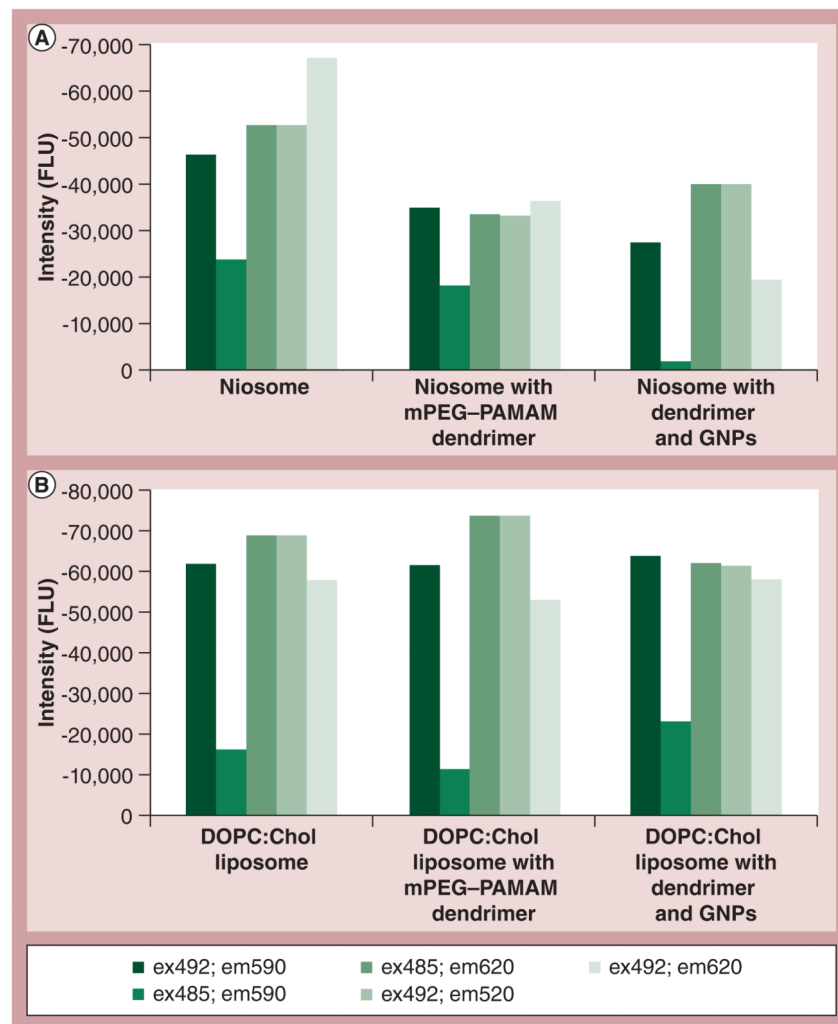 A
-70,000
-60,000
-50,000
-40,000
-30,000
-20,000
-10,000
0
Intensity (FLU)
Niosome
Niosome with
mPEG–PAMAM
dendrimer
Niosome with
dendrimer
and GNPs
B
-80,000
-70,000
-60,000
-50,000
-40,000
-30,000
-20,000
-10,000
0
Intensity (FLU)
DOPC:Chol
liposome
DOPC:Chol
liposome with
mPEG–PAMAM
dendrimer
DOPC:Chol
liposome with
dendrimer
and GNPs
ex492; em590
ex485; em620
ex492; em620
ex485; em590
ex492; em520